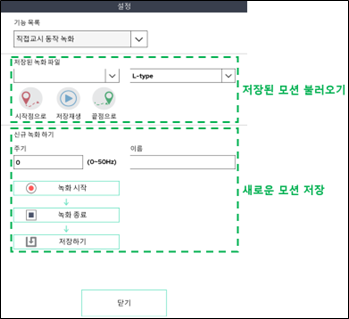 설정
기능 목록
직접교시 동작 녹화
저장된 녹화 파일
L-type
시작점으로 저장재생 끝점으로
저장된 모션 불러오기
신규 녹화 하기
주기 이름
0 (0~50Hz)
녹화 시작
새로운 모션 저장
녹화 종료
저장하기
닫기